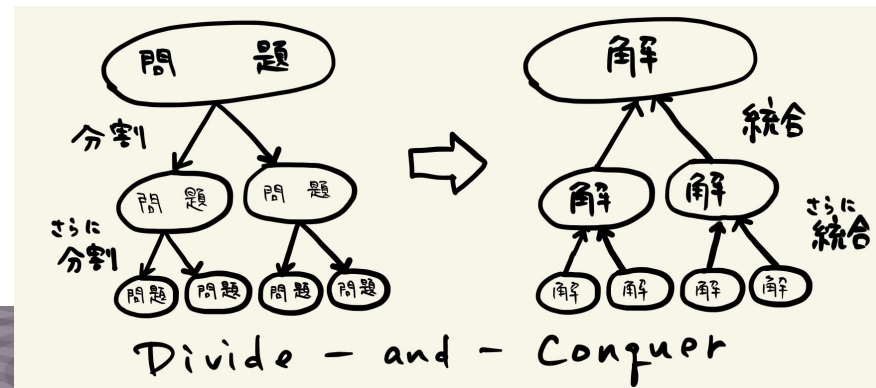 問題
分割
問題 問題
さらに
分割
問題 問題 問題 問題
解
統合
解 解
さらに
統合
解 解 解 解
Divide - and - Conquer